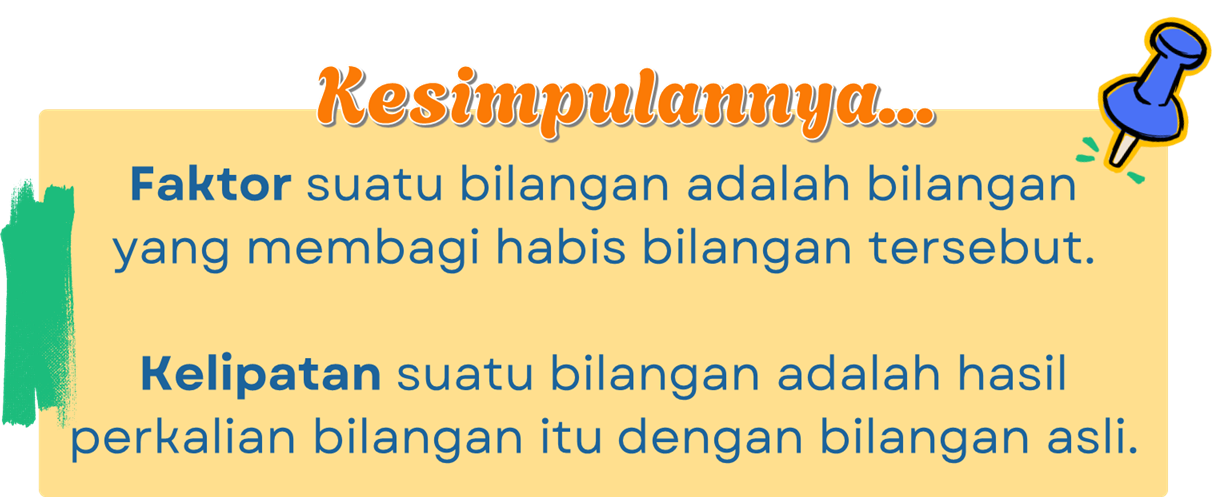 Kesimpulannya...
Faktor suatu bilangan adalah bilangan
yang membagi habis bilangan tersebut.
Kelipatan suatu bilangan adalah hasil
perkalian bilangan itu dengan bilangan asli.